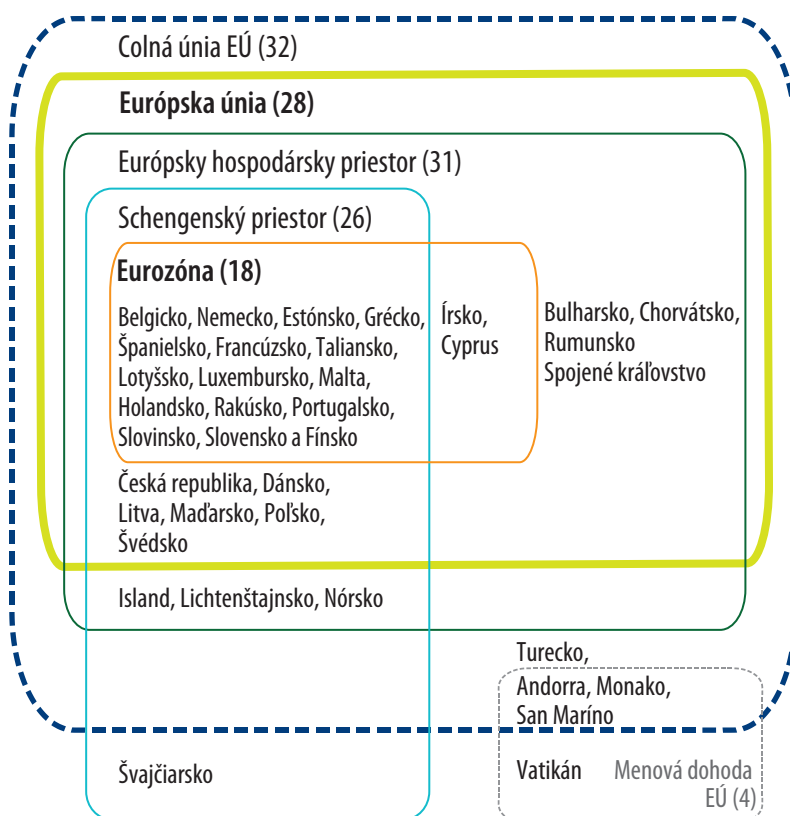 Colná únia EÚ (32)
Európska únia (28)
Európsky hospodársky priestor (31)
Schengenský priestor (26)
Eurozóna (18)
Belgicko, Nemecko, Estónsko, Grécko,
Španielsko, Francúzsko, Taliansko,
Lotyšsko, Luxembursko, Malta,
Holandsko, Rakúsko, Portugalsko,
Slovinsko, Slovensko a Fínsko
Írsko,
Cyprus
Bulharsko, Chorvátsko,
Rumunsko
Spojené kráľovstvo
Česká republika, Dánsko,
Litva, Maďarsko, Poľsko,
Švédsko
Island, Lichtenštajnsko, Nórsko
Turecko,
Andorra, Monako,
San Maríno
Švajčiarsko
Vatikán
Menová dohoda
EÚ (4)